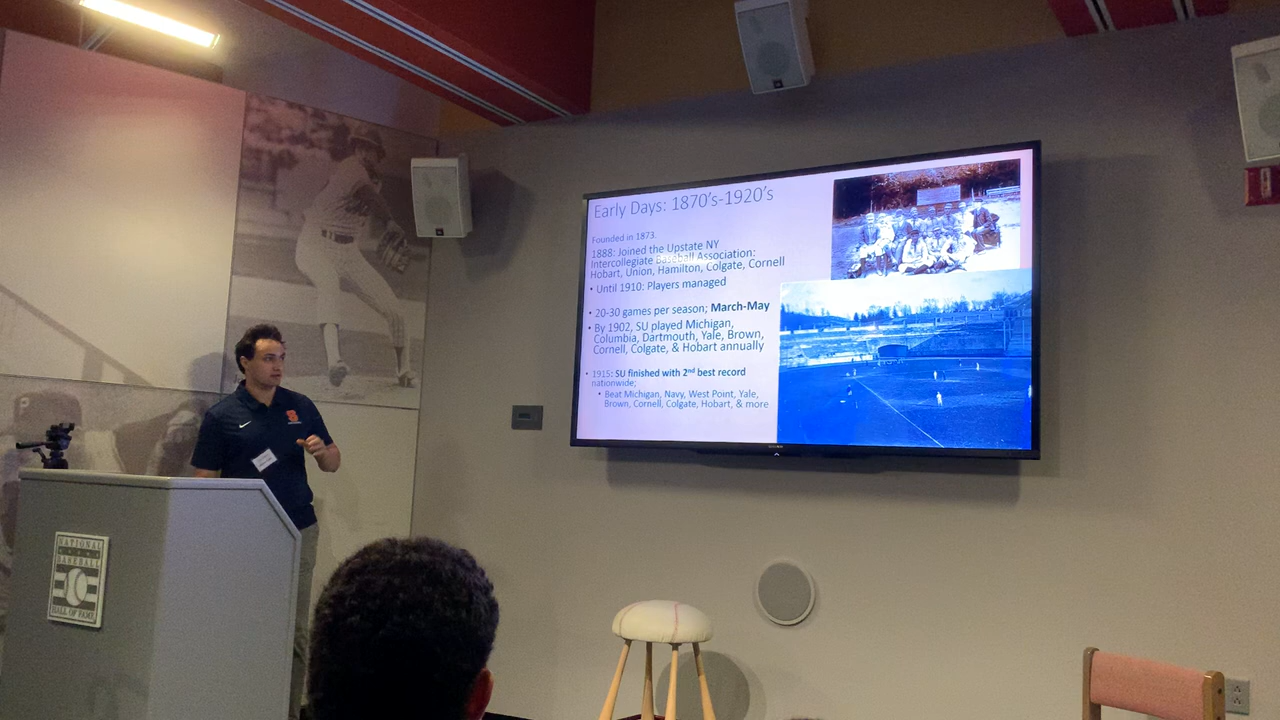 Early Days: 1870's-1920's
Founded in 1873.
1888: Joined the Upstate NY
Intercollegiate Baseball Association:
Hobart, Union, Hamilton, Colgate, Cornell
• Until 1910: Players managed
• 20-30 games per season; March-May
• By 1902, SU played Michigan,
Columbia, Dartmouth, Yale, Brown,
Cornell, Colgate, & Hobart annually
• 1915: SU finished with 2nd best record
nationwide;
• Beat Michigan, Navy, West Point, Yale,
Brown, Cornell, Colgate, Hobart, & more
S
NATIONAL
BASEBALL
HALL OF FAME